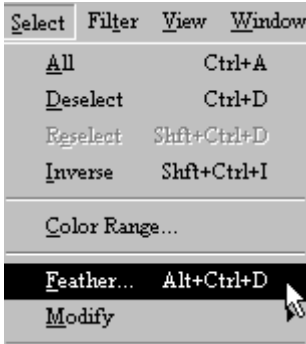 Select Filter View Window
All Ctrl+A
Deselect Ctrl+D
Reselect Shft+Ctrl+D
Inverse Shft+Ctrl+I
Color Range...
Feather... Alt+Ctrl+D
Modify